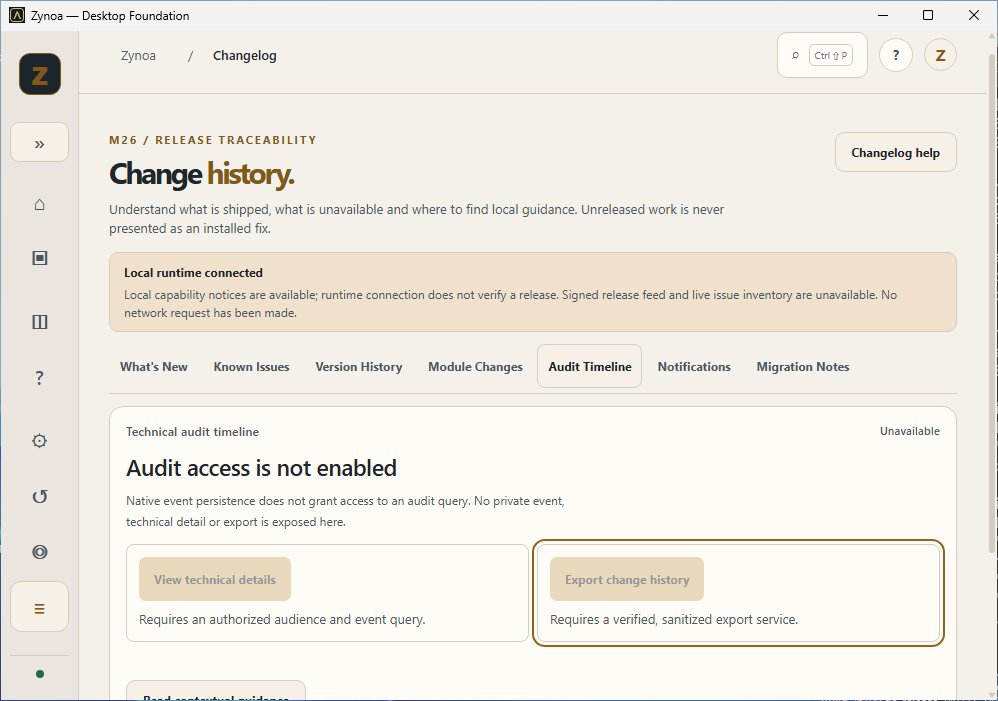 Zynoa — Desktop Foundation
Z
Zynoa / Changelog
Ctrl ⇧ P
?
Z
M26 / RELEASE TRACEABILITY
Change history.
Changelog help
Understand what is shipped, what is unavailable and where to find local guidance. Unreleased work is never
presented as an installed fix.
Local runtime connected
Local capability notices are available; runtime connection does not verify a release. Signed release feed and live issue inventory are unavailable. No
network request has been made.
What's New
Known Issues
Version History
Module Changes
Audit Timeline
Notifications
Migration Notes
Technical audit timeline
Unavailable
Audit access is not enabled
Native event persistence does not grant access to an audit query. No private event,
technical detail or export is exposed here.
View technical details
Requires an authorized audience and event query.
Export change history
Requires a verified, sanitized export service.
Read contextual guidance